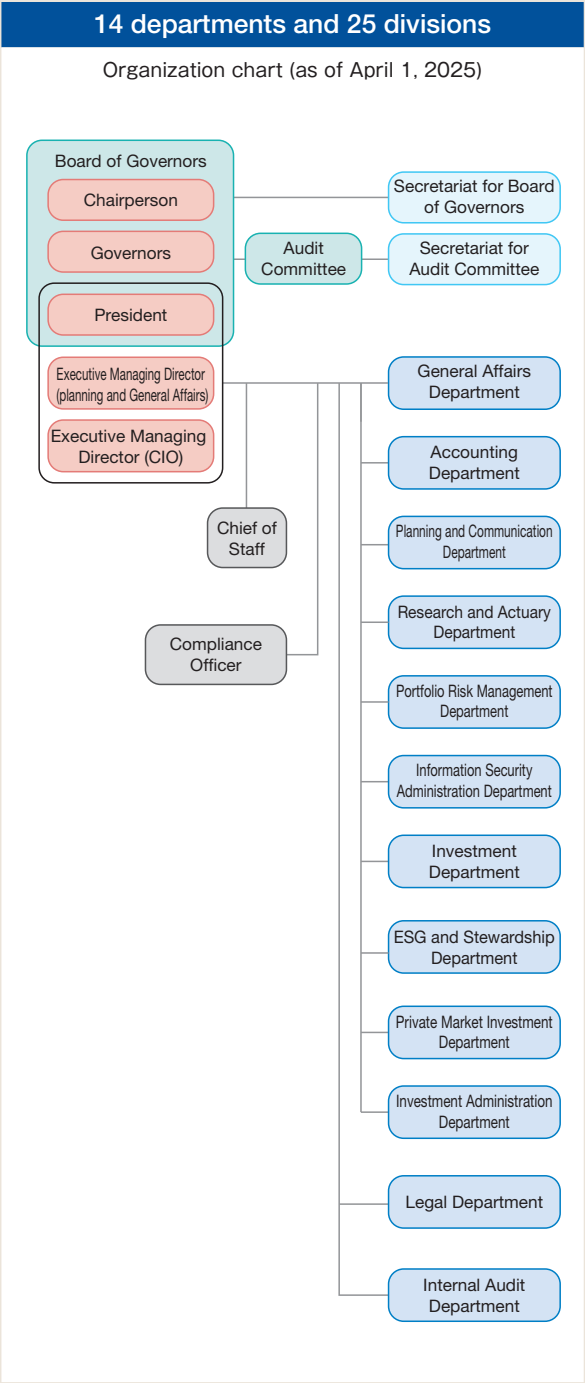 14 departments and 25 divisions
Organization chart (as of April 1, 2025)
Board of Governors
Chairperson
Secretariat for Board
of Governors
Governors
Audit
Committee
Secretariat for
Audit Committee
President
Executive Managing Director
(planning and General Affairs)
Executive Managing
Director (CIO)
General Affairs
Department
Accounting
Department
Chief of
Staff
Planning and Communication
Department
Compliance
Officer
Research and Actuary
Department
Portfolio Risk Management
Department
Information Security
Administration Department
Investment
Department
ESG and Stewardship
Department
Private Market Investment
Department
Investment Administration
Department
Legal Department
Internal Audit
Department